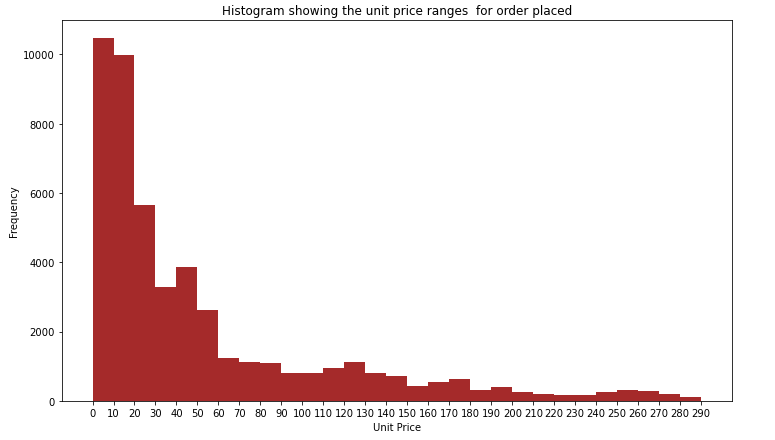 Histogram showing the unit price ranges  for order placed
10000
8000
6000
4000
2000
0
Frequency
0 10 20 30 40 50 60 70 80 90 100 110 120 130 140 150 160 170 180 190 200 210 220 230 240 250 260 270 280 290
Unit Price